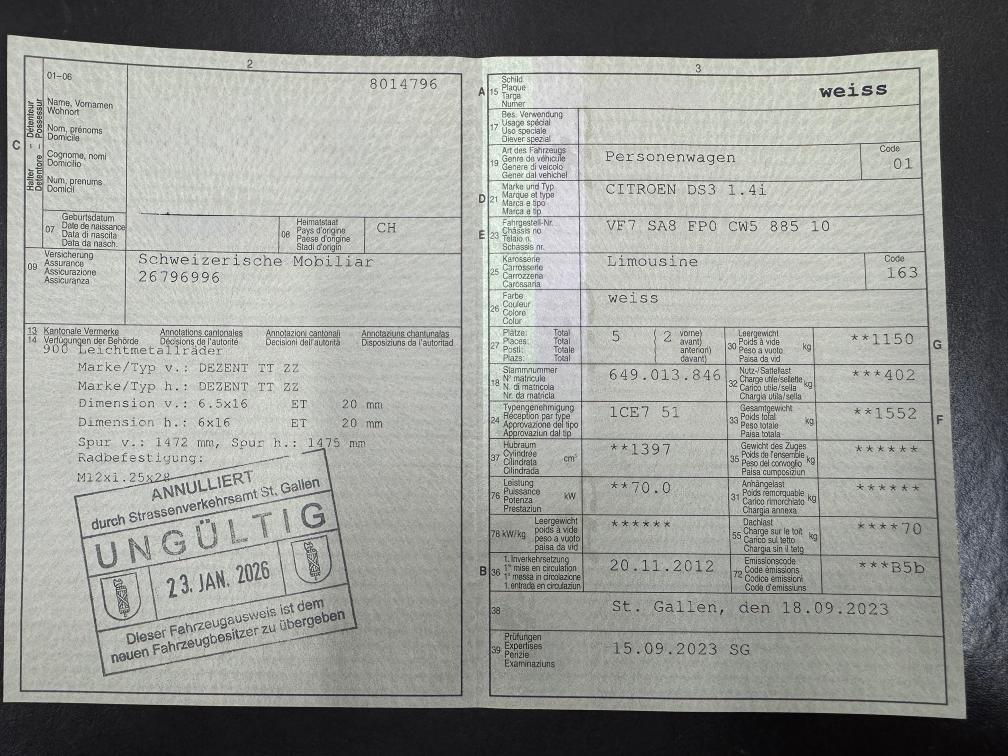 2
01-06
8014796
C
Halter – Détenteur
Detentore – Possessur
Name, Vornamen
Wohnort
Nom, prénoms
Domicile
Cognome, nomi
Domicilio
Num, prenums
Domicil
07
Geburtsdatum
Date de naissance
Data di nascita
Data da nasch.
08
Heimatstaat
Pays d'origine
Paese d'origine
Stadi d'origin
CH
09
Versicherung
Assurance
Assicurazione
Assicuranza
Schweizerische Mobiliar
26796996
13 Kantonale Vermerke Annotations cantonales Annotazioni cantonali Annotaziuns chantunalas
14 Verfügungen der Behörde Décisions de l'autorité Decisioni dell'autorità Disposiziuns da l'autoritad
900 Leichtmetallräder
Marke/Typ v.: DEZENT TT ZZ
Marke/Typ h.: DEZENT TT ZZ
Dimension v.: 6.5x16 ET 20 mm
Dimension h.: 6x16 ET 20 mm
Spur v.: 1472 mm, Spur h.: 1475 mm
Radbefestigung:
M12x1.25x28
ANNULLIERT
durch Strassenverkehrsamt St. Gallen
UNGÜLTIG
23. JAN. 2026
Dieser Fahrzeugausweis ist dem
neuen Fahrzeugbesitzer zu übergeben
3
A 15
Schild
Plaque
Targa
Numer
weiss
17
Bes. Verwendung
Usage spécial
Uso speciale
Diever spezial
19
Art des Fahrzeugs
Genre de véhicule
Genere di veicolo
Gener dal vehichel
Personenwagen
Code
01
D 21
Marke und Typ
Marque et type
Marca e tipo
Marca e tip
CITROEN DS3 1.4i
E 23
Fahrgestell-Nr.
Châssis no
Telaio n.
Schassis nr.
VF7 SA8 FP0 CW5 885 10
25
Karosserie
Carrosserie
Carrozzeria
Carossaria
Limousine
Code
163
26
Farbe
Couleur
Colore
Colur
weiss
27
Plätze: Total
Places: Total
Posti: Totale
Plazs: Total
5 (2
vorne)
avant)
anteriori)
davant)
30
Leergewicht
Poids à vide
Peso a vuoto
Paisa da vid
kg
**1150
G
18
Stammnummer
N° matricule
N. di matricola
Nr. da matricla
649.013.846
32
Nutz-/Sattellast
Charge utile/sellette
Carico utile/sella
Chargia utila/sella
kg
***402
24
Typengenehmigung
Réception par type
Approvazione del tipo
Approvaziun dal tip
1CE7 51
33
Gesamtgewicht
Poids total
Peso totale
Paisa totala
kg
**1552
F
37
Hubraum
Cylindrée
Cilindrata
Cilindrada
cm³
**1397
35
Gewicht des Zuges
Poids de l'ensemble
Peso del convoglio
Paisa cumposiziun
kg
******
76
Leistung
Puissance
Potenza
Prestaziun
kW
**70.0
31
Anhängelast
Poids remorquable
Carico rimorchiato
Chargia annexa
kg
******
78 kW/kg
Leergewicht
poids à vide
peso a vuoto
paisa da vid
******
55
Dachlast
Charge sur le toit
Carico sul tetto
Chargia sin il tetg
kg
****70
B 36
1. Inverkehrsetzung
1re mise en circulation
1a messa in circolazione
1. entrada en circulaziun
20.11.2012
72
Emissionscode
Code émissions
Codice emissioni
Code d'emissiuns
***B5b
38
St. Gallen, den 18.09.2023
39
Prüfungen
Expertises
Perizie
Examinaziuns
15.09.2023 SG